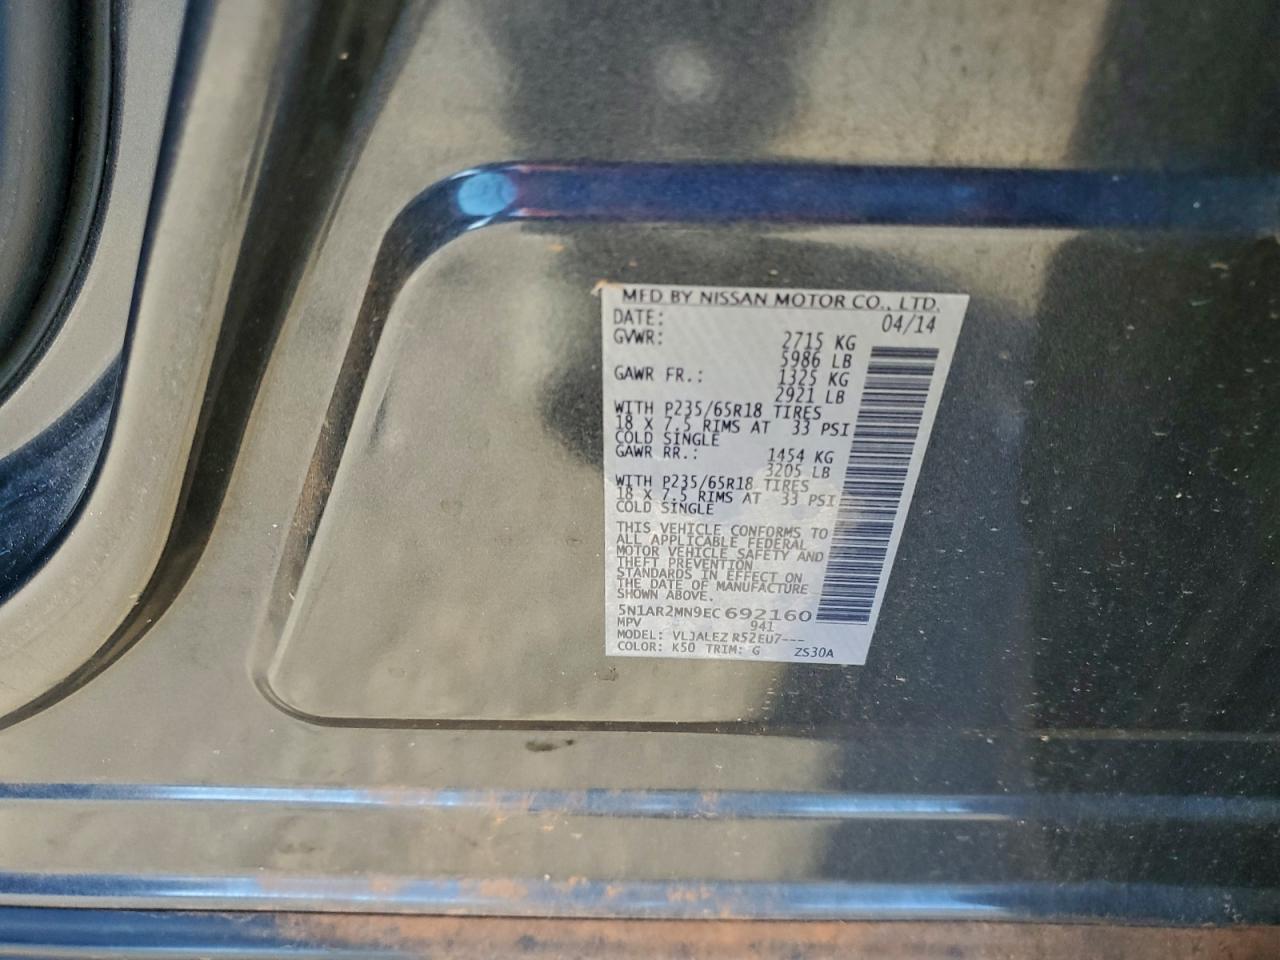 MFD BY NISSAN MOTOR CO., LTD.
DATE: 04/14
GVWR: 2715 KG
5986 LB
GAWR FR.: 1325 KG
2921 LB
WITH P235/65R18 TIRES
18 X 7.5 RIMS AT 33 PSI
COLD SINGLE
GAWR RR.: 1454 KG
3205 LB
WITH P235/65R18 TIRES
18 X 7.5 RIMS AT 33 PSI
COLD SINGLE
THIS VEHICLE CONFORMS TO
ALL APPLICABLE FEDERAL
MOTOR VEHICLE SAFETY AND
THEFT PREVENTION
STANDARDS IN EFFECT ON
THE DATE OF MANUFACTURE
SHOWN ABOVE.
5N1AR2MN9EC692160
MPV 941
MODEL: VLJALEZ R52EU7---
COLOR: K50 TRIM: G ZS30A